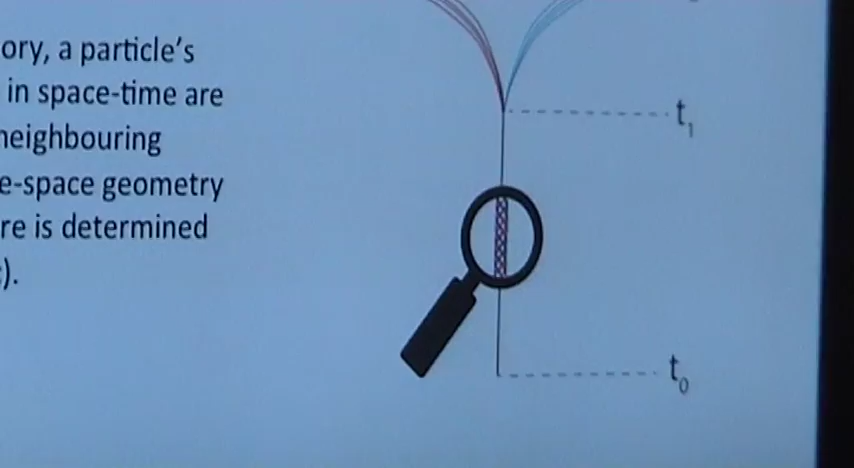 ory, a particle's
in space-time are
neighbouring
e-space geometry
re is determined
).
t₁
t₀